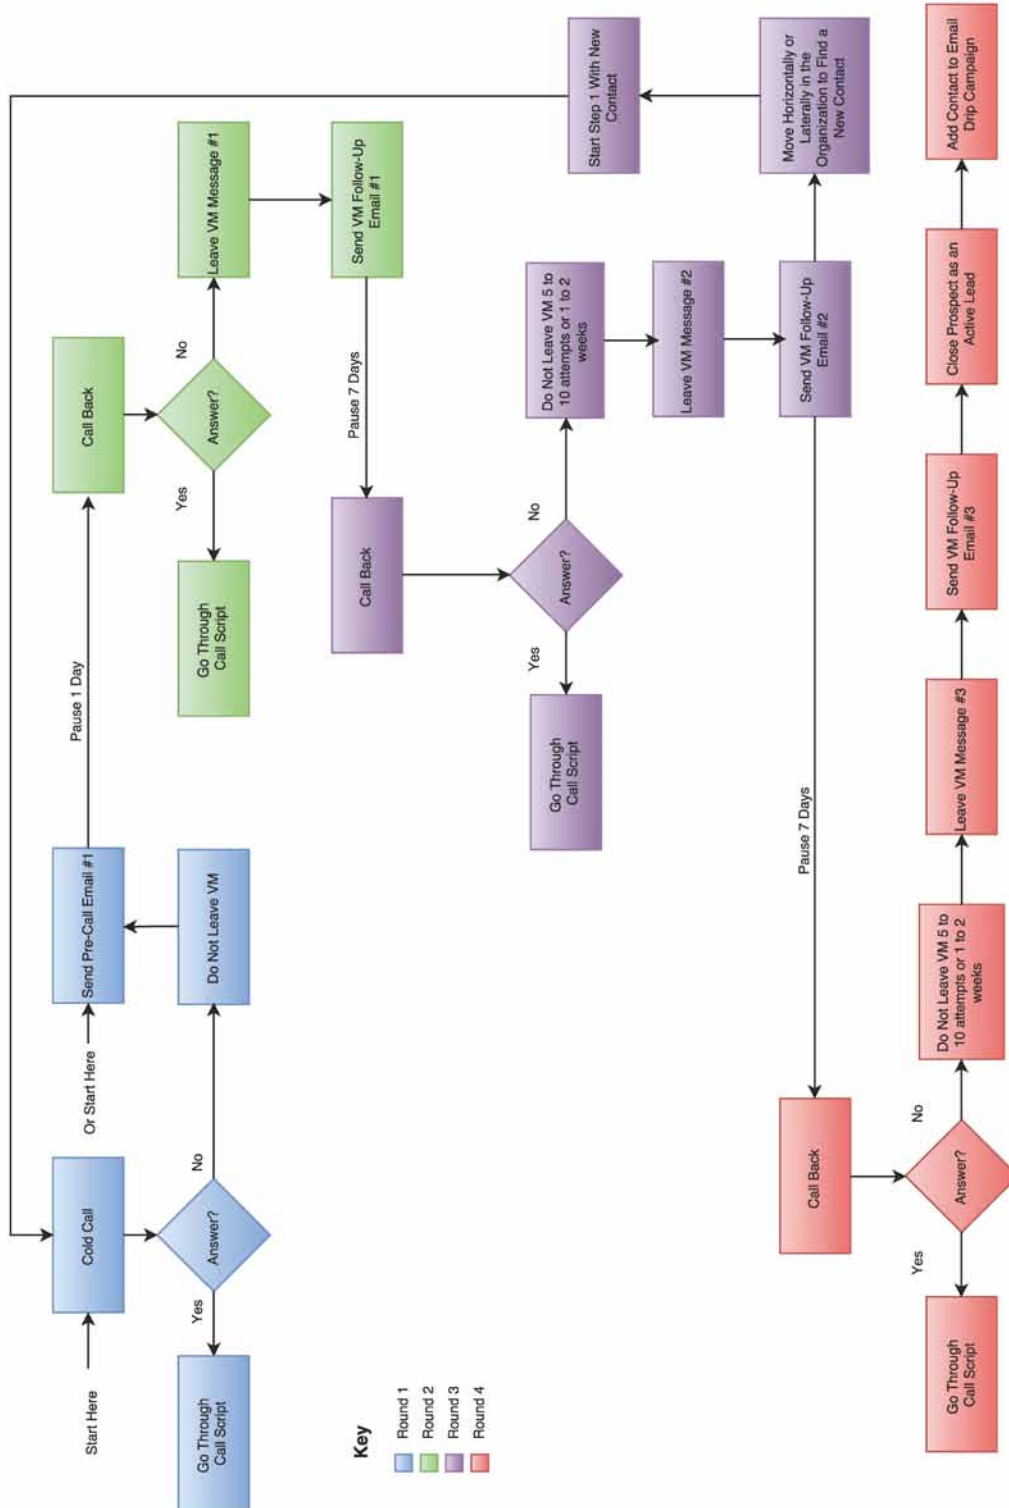 Start Here
Cold Call
Or Start Here
Send Pre-Call Email #1
Pause 1 Day
Call Back
Go Through
Call Script
Yes
Answer?
No
Do Not Leave VM
Go Through
Call Script
Yes
Answer?
No
Leave VM Message #1
Send VM Follow-Up
Email #1
Pause 7 Days
Call Back
Key
Round 1
Round 2
Round 3
Round 4
Go Through
Call Script
Yes
Answer?
No
Do Not Leave VM 5 to
10 attempts or 1 to 2
weeks
Start Step 1 With New
Contact
Leave VM Message #2
Send VM Follow-Up
Email #2
Move Horizontally or
Laterally in the
Organization to Find a
New Contact
Pause 7 Days
Call Back
Go Through
Call Script
Yes
Answer?
No
Do Not Leave VM 5 to
10 attempts or 1 to 2
weeks
Leave VM Message #3
Send VM Follow-Up
Email #3
Close Prospect as an
Active Lead
Add Contact to Email
Drip Campaign